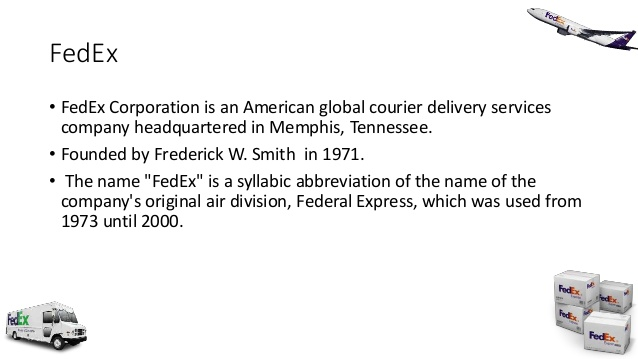 FedEx
FedEx
• FedEx Corporation is an American global courier delivery services
company headquartered in Memphis, Tennessee.
• Founded by Frederick W. Smith  in 1971.
•  The name "FedEx" is a syllabic abbreviation of the name of the
company's original air division, Federal Express, which was used from
1973 until 2000.
FedEx
FedEx
FedEx
FedEx
FedEx